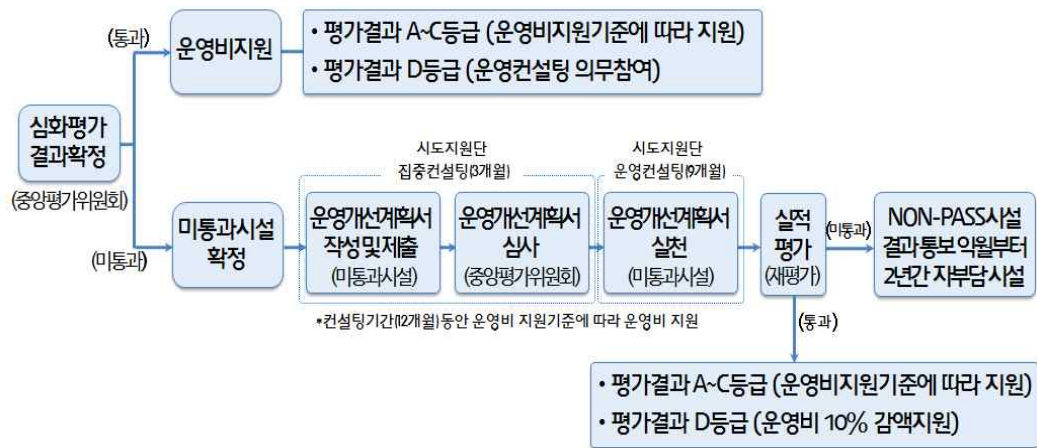 (통과)
운영비지원
• 평가결과 A~C등급 (운영비지원기준에 따라 지원)
• 평가결과 D등급 (운영컨설팅 의무참여)
심화평가
결과확정
(중앙평가위원회)
(미통과)
미통과시설
확정
시도지원단
집중컨설팅(3개월)
운영개선계획서
작성 및 제출
(미통과시설)
운영개선계획서
심사
(중앙평가위원회)
시도지원단
운영컨설팅(9개월)
운영개선계획서
실천
(미통과시설)
*컨설팅기간(12개월)동안 운영비 지원기준에 따라 운영비 지원
실적
평가
(재평가)
(미통과)
NON-PASS시설
결과통보 익월부터
2년간 자부담 시설
(통과)
• 평가결과 A~C등급 (운영비지원기준에 따라 지원)
• 평가결과 D등급 (운영비 10% 감액지원)